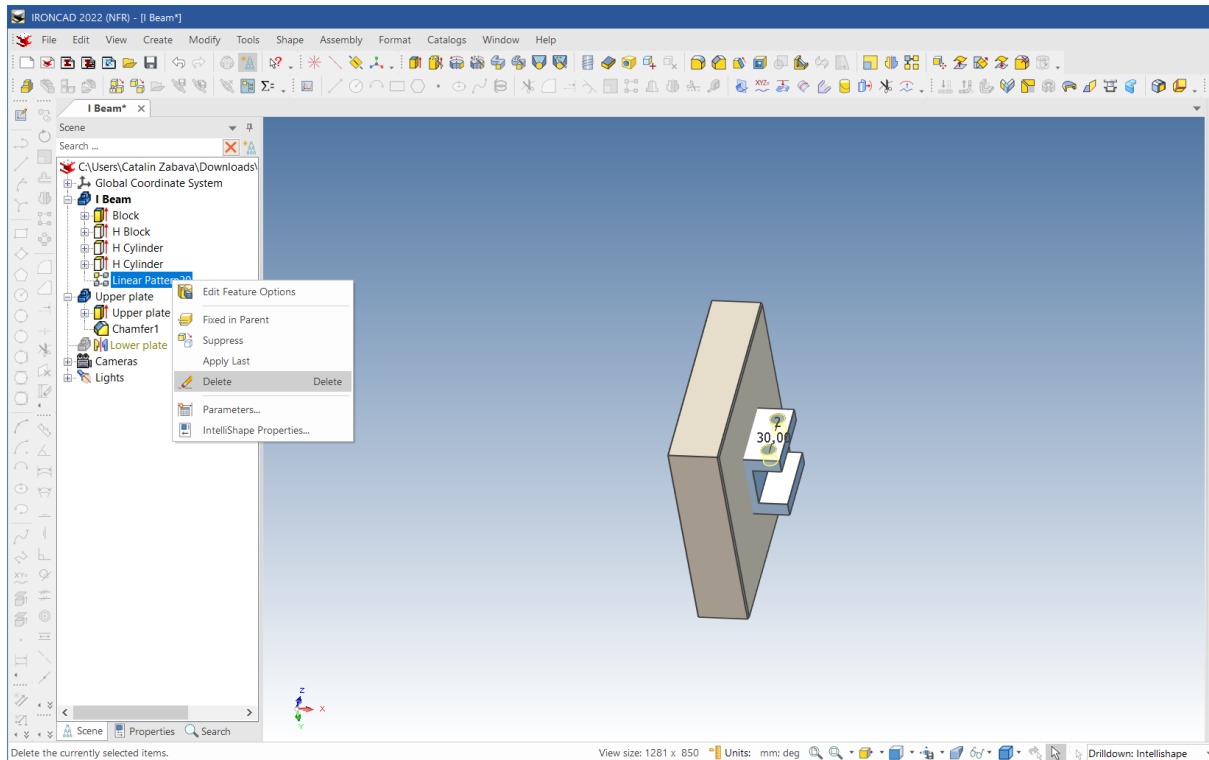 IRONCAD 2022 (NFR) - [I Beam*]
File Edit View Create Modify Tools Shape Assembly Format Catalogs Window Help
I Beam* X
Scene
Search ...
C:\Users\Catalin Zabava\Downloads\
Global Coordinate System
I Beam
Block
H Block
H Cylinder
H Cylinder
Linear Pattern20
Upper plate
Upper plate
Chamfer1
Lower plate
Cameras
Lights
Edit Feature Options
Fixed in Parent
Suppress
Apply Last
Delete Delete
Parameters...
IntelliShape Properties...
2
30,00
Z
X
Y
Scene Properties Search
Delete the currently selected items.
View size: 1281 x 850 Units: mm; deg Drilldown: Intellishape